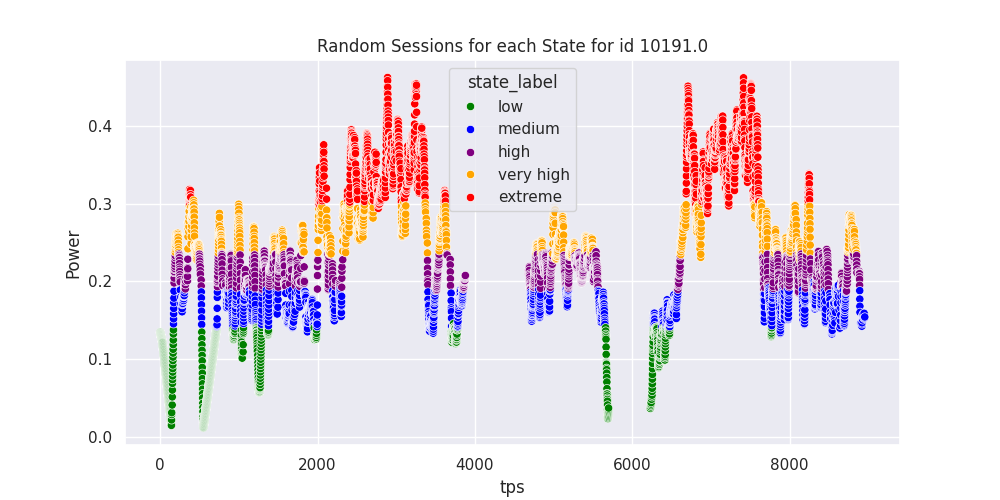 Random Sessions for each State for id 10191.0
state_label
low
medium
high
very high
extreme
Power
0.4
0.3
0.2
0.1
0.0
0
2000
4000
6000
8000
tps